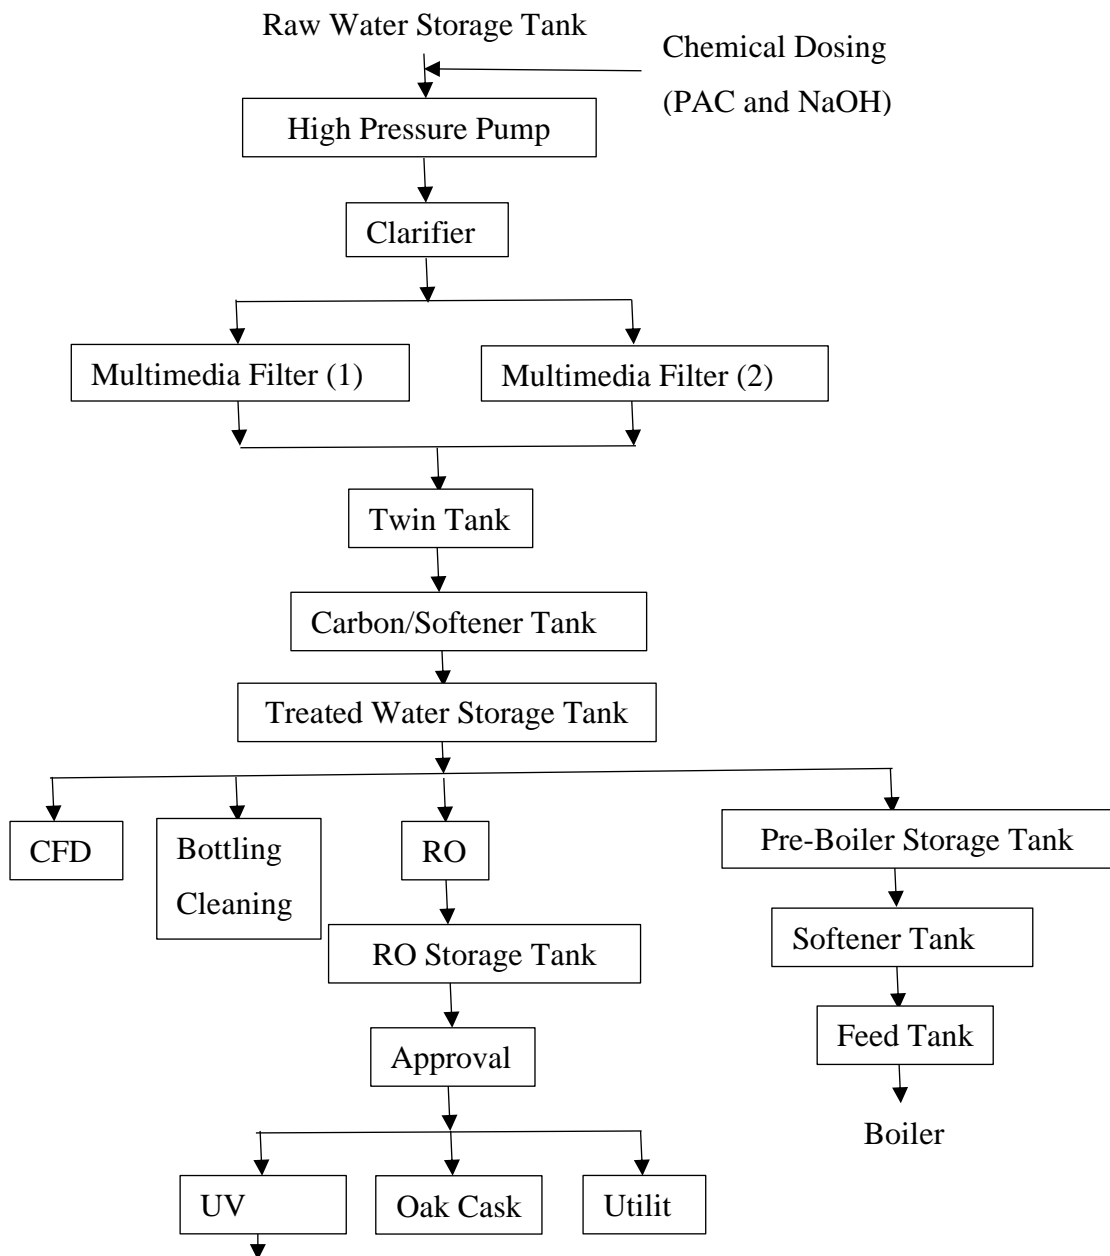 Raw Water Storage Tank
Chemical Dosing
(PAC and NaOH)
High Pressure Pump
Clarifier
Multimedia Filter (1)
Multimedia Filter (2)
Twin Tank
Carbon/Softener Tank
Treated Water Storage Tank
CFD
Bottling
Cleaning
RO
Pre-Boiler Storage Tank
RO Storage Tank
Softener Tank
Approval
Feed Tank
Boiler
UV
Oak Cask
Utilit